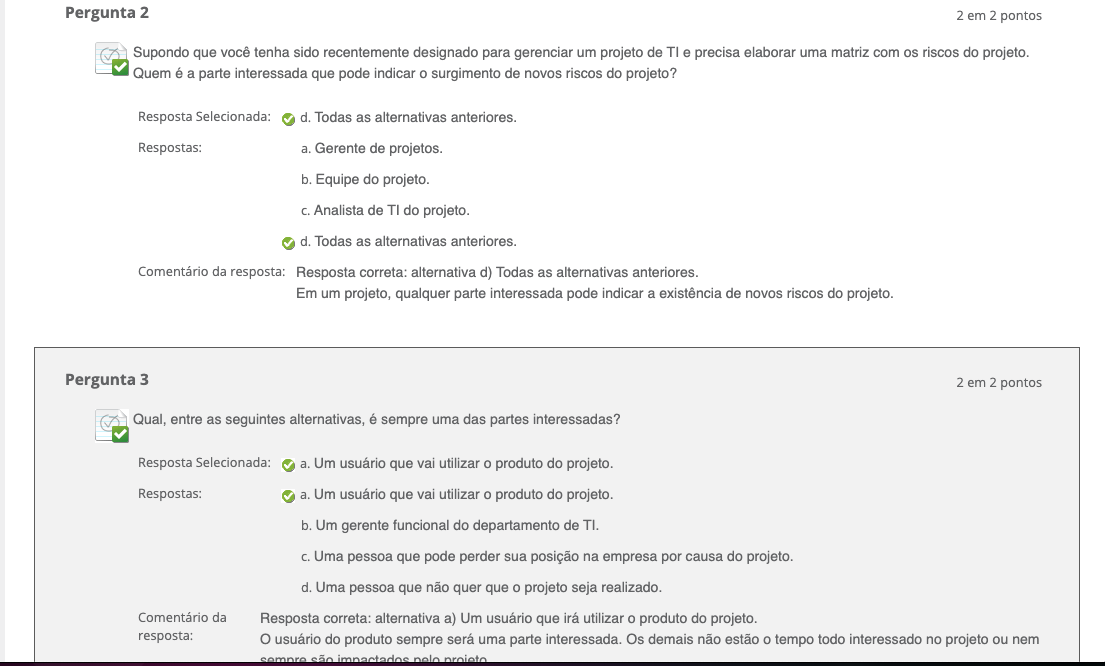 Pergunta 2
2 em 2 pontos
Supondo que você tenha sido recentemente designado para gerenciar um projeto de TI e precisa elaborar uma matriz com os riscos do projeto.
Quem é a parte interessada que pode indicar o surgimento de novos riscos do projeto?
Resposta Selecionada: d. Todas as alternativas anteriores.
Respostas: a. Gerente de projetos.
b. Equipe do projeto.
c. Analista de TI do projeto.
d. Todas as alternativas anteriores.
Comentário da resposta: Resposta correta: alternativa d) Todas as alternativas anteriores.
Em um projeto, qualquer parte interessada pode indicar a existência de novos riscos do projeto.
Pergunta 3
2 em 2 pontos
Qual, entre as seguintes alternativas, é sempre uma das partes interessadas?
Resposta Selecionada: a. Um usuário que vai utilizar o produto do projeto.
Respostas: a. Um usuário que vai utilizar o produto do projeto.
b. Um gerente funcional do departamento de TI.
c. Uma pessoa que pode perder sua posição na empresa por causa do projeto.
d. Uma pessoa que não quer que o projeto seja realizado.
Comentário da
resposta:
Resposta correta: alternativa a) Um usuário que irá utilizar o produto do projeto.
O usuário do produto sempre será uma parte interessada. Os demais não estão o tempo todo interessado no projeto ou nem
sempre são impactados pelo projeto